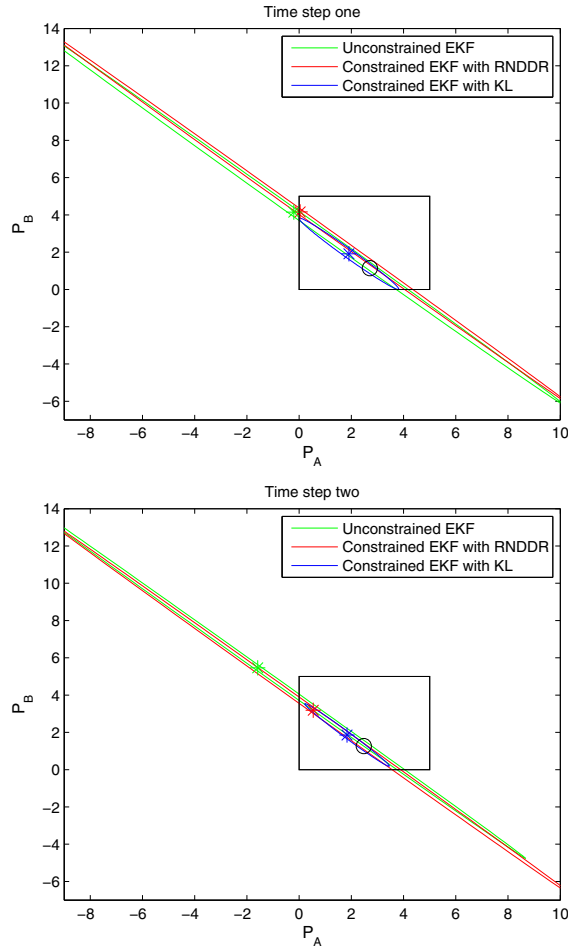 Time step one
14
12
10
8
6
4
2
0
−2
−4
−6
P_B
Unconstrained EKF
Constrained EKF with RNDDR
Constrained EKF with KL
−8 −6 −4 −2 0 2 4 6 8 10
P_A
Time step two
14
12
10
8
6
4
2
0
−2
−4
−6
P_B
Unconstrained EKF
Constrained EKF with RNDDR
Constrained EKF with KL
−8 −6 −4 −2 0 2 4 6 8 10
P_A